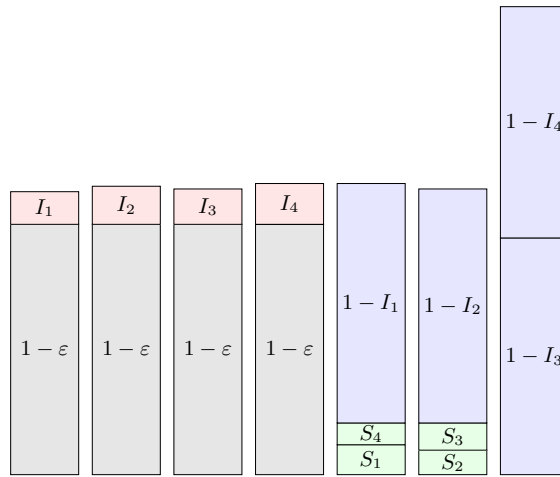 1 − I₄
I₁ I₂ I₃ I₄
1 − I₁ 1 − I₂
1 − ε 1 − ε 1 − ε 1 − ε
1 − I₃
S₄ S₃
S₁ S₂